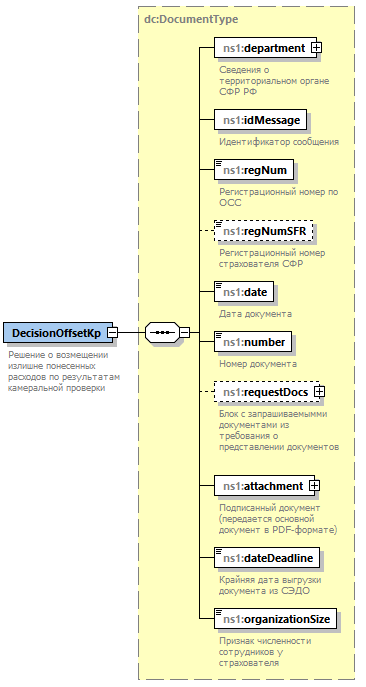 dc:DocumentType
ns1:department
Сведения о
территориальном органе
СФР РФ
ns1:idMessage
Идентификатор сообщения
ns1:regNum
Регистрационный номер по
ОСС
ns1:regNumSFR
Регистрационный номер
страхователя СФР
ns1:date
Дата документа
DecisionOffsetKp
Решение о возмещении
излишне понесенных
расходов по результатам
камеральной проверки
ns1:number
Номер документа
ns1:requestDocs
Блок с запрашиваемымми
документами из
требования о
представлении документов
ns1:attachment
Подписанный документ
(передается основной
документ в PDF-формате)
ns1:dateDeadline
Крайняя дата выгрузки
документа из СЭДО
ns1:organizationSize
Признак численности
сотрудников у
страхователя